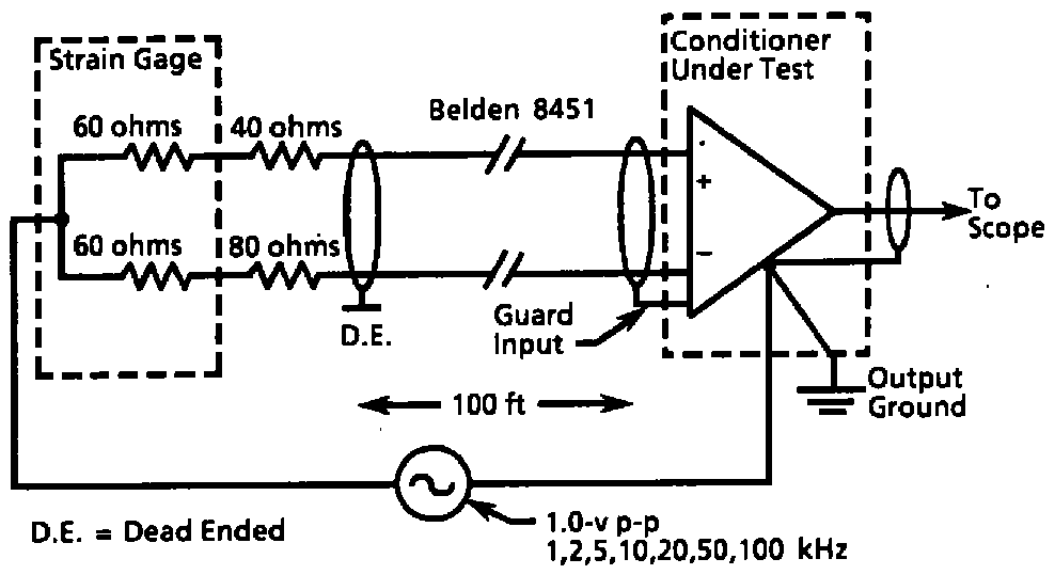 Strain Gage
Conditioner
Under Test
60 ohms
40 ohms
Belden 8451
-
+
To
Scope
60 ohms
80 ohms
−
D.E.
Guard
Input
100 ft
Output
Ground
D.E. = Dead Ended
1.0-v p-p
1,2,5,10,20,50,100 kHz